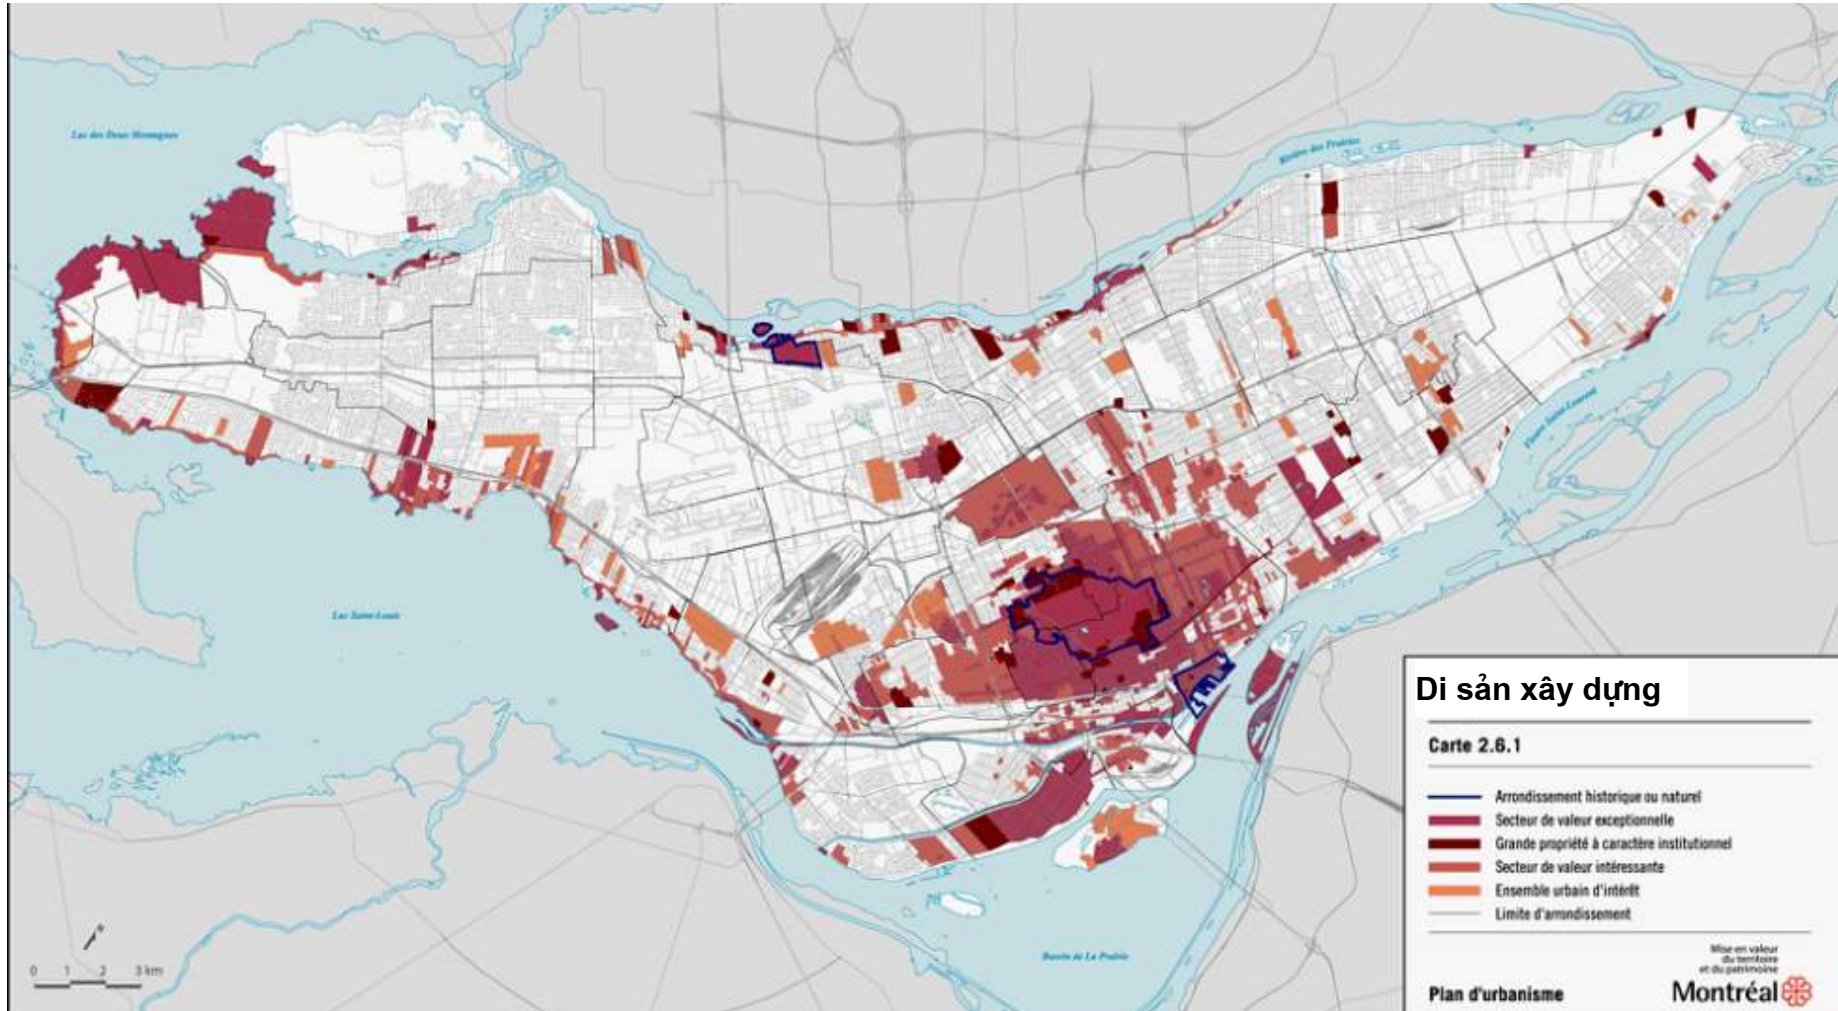 Lac des Deux Montagnes
Rivière des Prairies
Fleuve Saint-Laurent
Lac Saint-Louis
Di sản xây dựng
Carte 2.6.1
Arrondissement historique ou naturel
Secteur de valeur exceptionnelle
Grande propriété à caractère institutionnel
Secteur de valeur intéressante
Ensemble urbain d'intérêt
Limite d'arrondissement
Bassin de La Prairie
N
0 1 2 3 km
Mise en valeur
du territoire
et du patrimoine
Plan d'urbanisme
Montréal